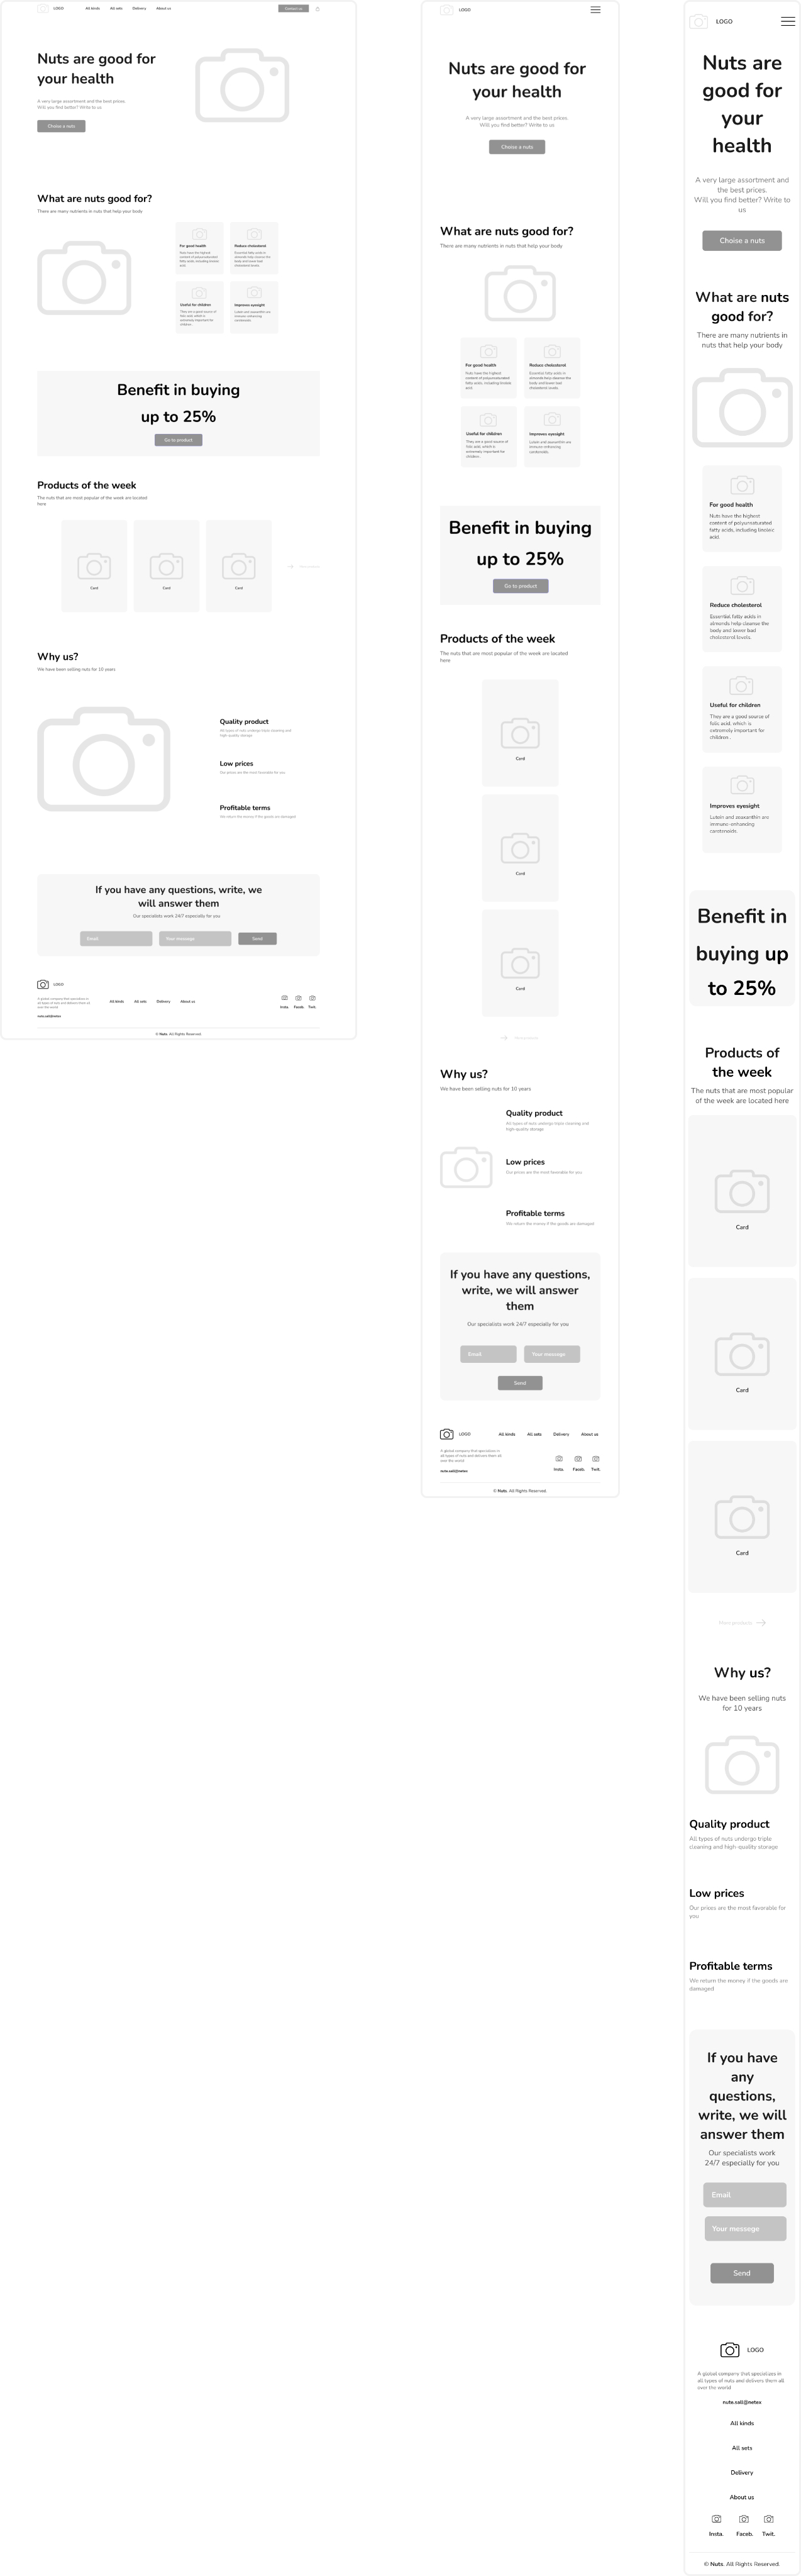 LOGO
All kinds
All sets
Delivery
About us
Contact us
Nuts are good for
your health
A very large assortment and the best prices.
Will you find better? Write to us
Choise a nuts
What are nuts good for?
There are many nutrients in nuts that help your body
For good health
Nuts have the highest
content of polyunsaturated
fatty acids, including linoleic
acid.
Reduce cholesterol
Essential fatty acids in
almonds help cleanse the
body and lower bad
cholesterol levels.
Useful for children
They are a good source of
folic acid, which is
extremely important for
children...
Improves eyesight
Lutein and zeaxanthin are
immune-enhancing
carotenoids.
Benefit in buying
up to 25%
Go to product
Products of the week
The nuts that are most popular of the week are located
here
Card
Card
Card
Why us?
We have been selling nuts for 10 years
Quality product
All types of nuts undergo triple cleaning and
high-quality storage
Low prices
Our prices are the most favorable for you
Profitable terms
We return the money if the goods are damaged
If you have any questions, write, we
will answer them
Our specialists work 24/7 especially for you
Email
Your message
Send
LOGO
A global company that specializes in
all types of nuts and delivers them all
over the world
nuts.sall@netex
All kinds
All sets
Delivery
About us
Insta.
Faceb.
Twit.
© Nuts. All Rights Reserved.
LOGO
Nuts are good for
your health
A very large assortment and the best prices.
Will you find better? Write to us
Choise a nuts
What are nuts good for?
There are many nutrients in nuts that help your body
For good health
Nuts have the highest
content of polyunsaturated
fatty acids, including linoleic
acid.
Reduce cholesterol
Essential fatty acids in
almonds help cleanse the
body and lower bad
cholesterol levels.
Useful for children
They are a good source of
folic acid, which is
extremely important for
children...
Improves eyesight
Lutein and zeaxanthin are
immune-enhancing
carotenoids.
Benefit in buying
up to 25%
Go to product
Products of the week
The nuts that are most popular of the week are located
here
Card
Card
Card
Why us?
We have been selling nuts for 10 years
Quality product
All types of nuts undergo triple cleaning and
high-quality storage
Low prices
Our prices are the most favorable for you
Profitable terms
We return the money if the goods are damaged
If you have any questions,
write, we will answer
them
Our specialists work 24/7 especially for you
Email
Your message
Send
LOGO
All kinds
All sets
Delivery
About us
A global company that specializes in
all types of nuts and delivers them all
over the world
nuts.sall@netex
Insta.
Faceb.
Twit.
© Nuts. All Rights Reserved.
LOGO
Nuts are
good for
your
health
A very large assortment and
the best prices.
Will you find better? Write to
us
Choise a nuts
What are nuts
good for?
There are many nutrients in
nuts that help your body
For good health
Nuts have the highest
content of polyunsaturated
fatty acids, including linoleic
acid.
Reduce cholesterol
Essential fatty acids in
almonds help cleanse the
body and lower bad
cholesterol levels.
Useful for children
They are a good source of
folic acid, which is
extremely important for
children...
Improves eyesight
Lutein and zeaxanthin are
immune-enhancing
carotenoids.
Benefit in
buying up
to 25%
Products of
the week
The nuts that are most popular
of the week are located here
Card
Card
Card
More products
Why us?
We have been selling nuts
for 10 years
Quality product
All types of nuts undergo triple
cleaning and high-quality storage
Low prices
Our prices are the most favorable for
you
Profitable terms
We return the money if the goods are
damaged
If you have
any
questions,
write, we will
answer them
Our specialists work
24/7 especially for you
Email
Your messege
Send
LOGO
A global company that specializes in
all types of nuts and delivers them all
over the world
nuts.sall@netex
All kinds
All sets
Delivery
About us
Insta.
Faceb.
Twit.
© Nuts. All Rights Reserved.